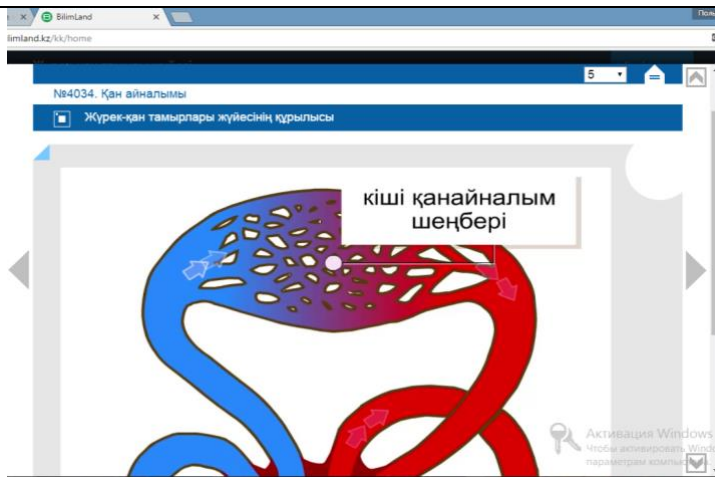 BilimLand
limland.kz/kk/home
5
№4034. Қан айналымы
Жүрек-қан тамырлары жүйесінің құрылысы
кіші қанайналым
шеңбері
Активация Windows
Чтобы активировать Windo
параметрам компью